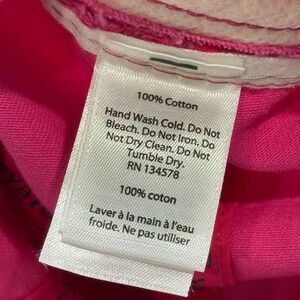 100% Cotton
Hand Wash Cold. Do Not
Bleach. Do Not Iron. Do
Not Dry Clean. Do Not
Tumble Dry.
RN 134578
100% coton
Laver à la main à l'eau
froide. Ne pas utiliser